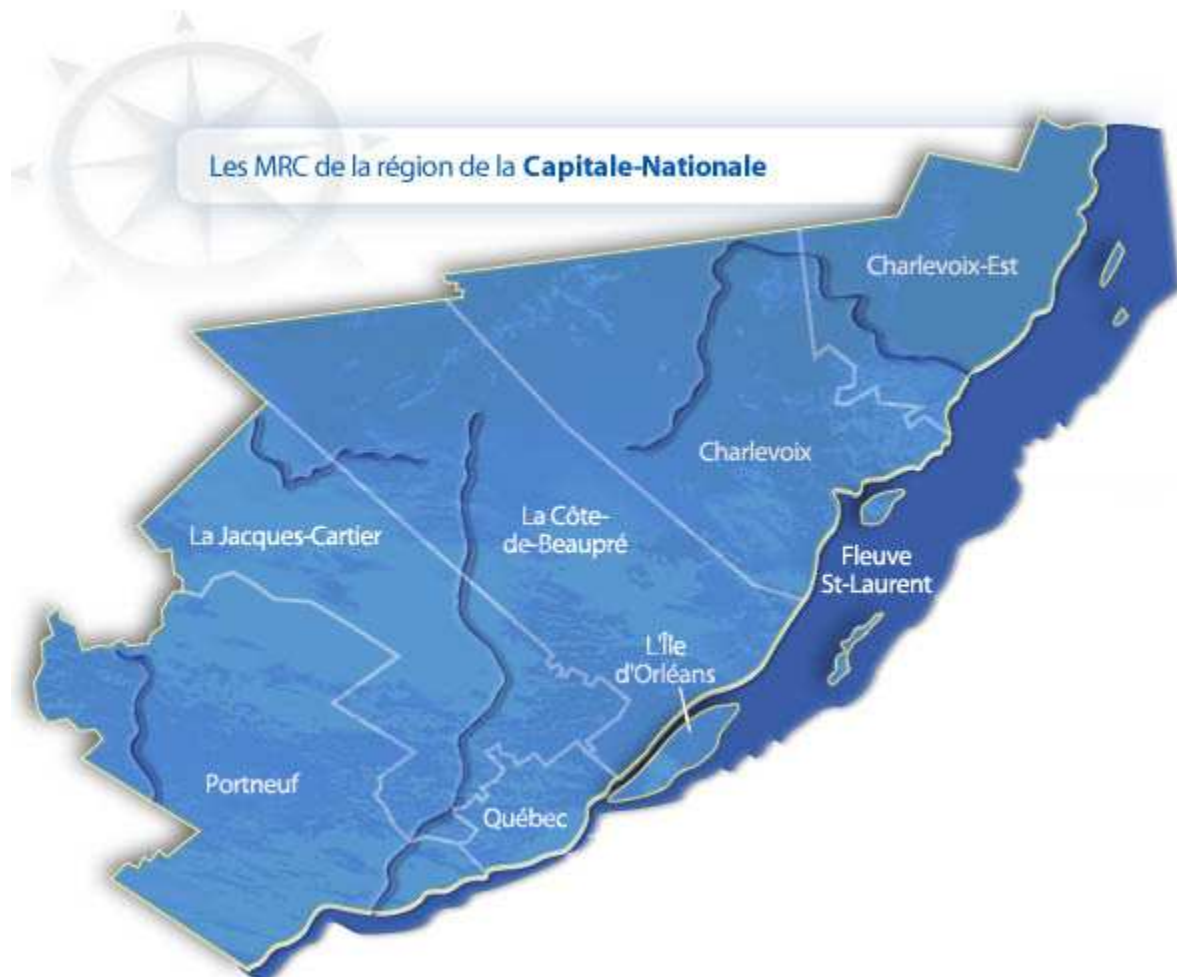 Les MRC de la région de la Capitale-Nationale
Charlevoix-Est
Charlevoix
La Jacques-Cartier
La Côte-
de-Beaupré
Fleuve
St-Laurent
L'Île
d'Orléans
Portneuf
Québec